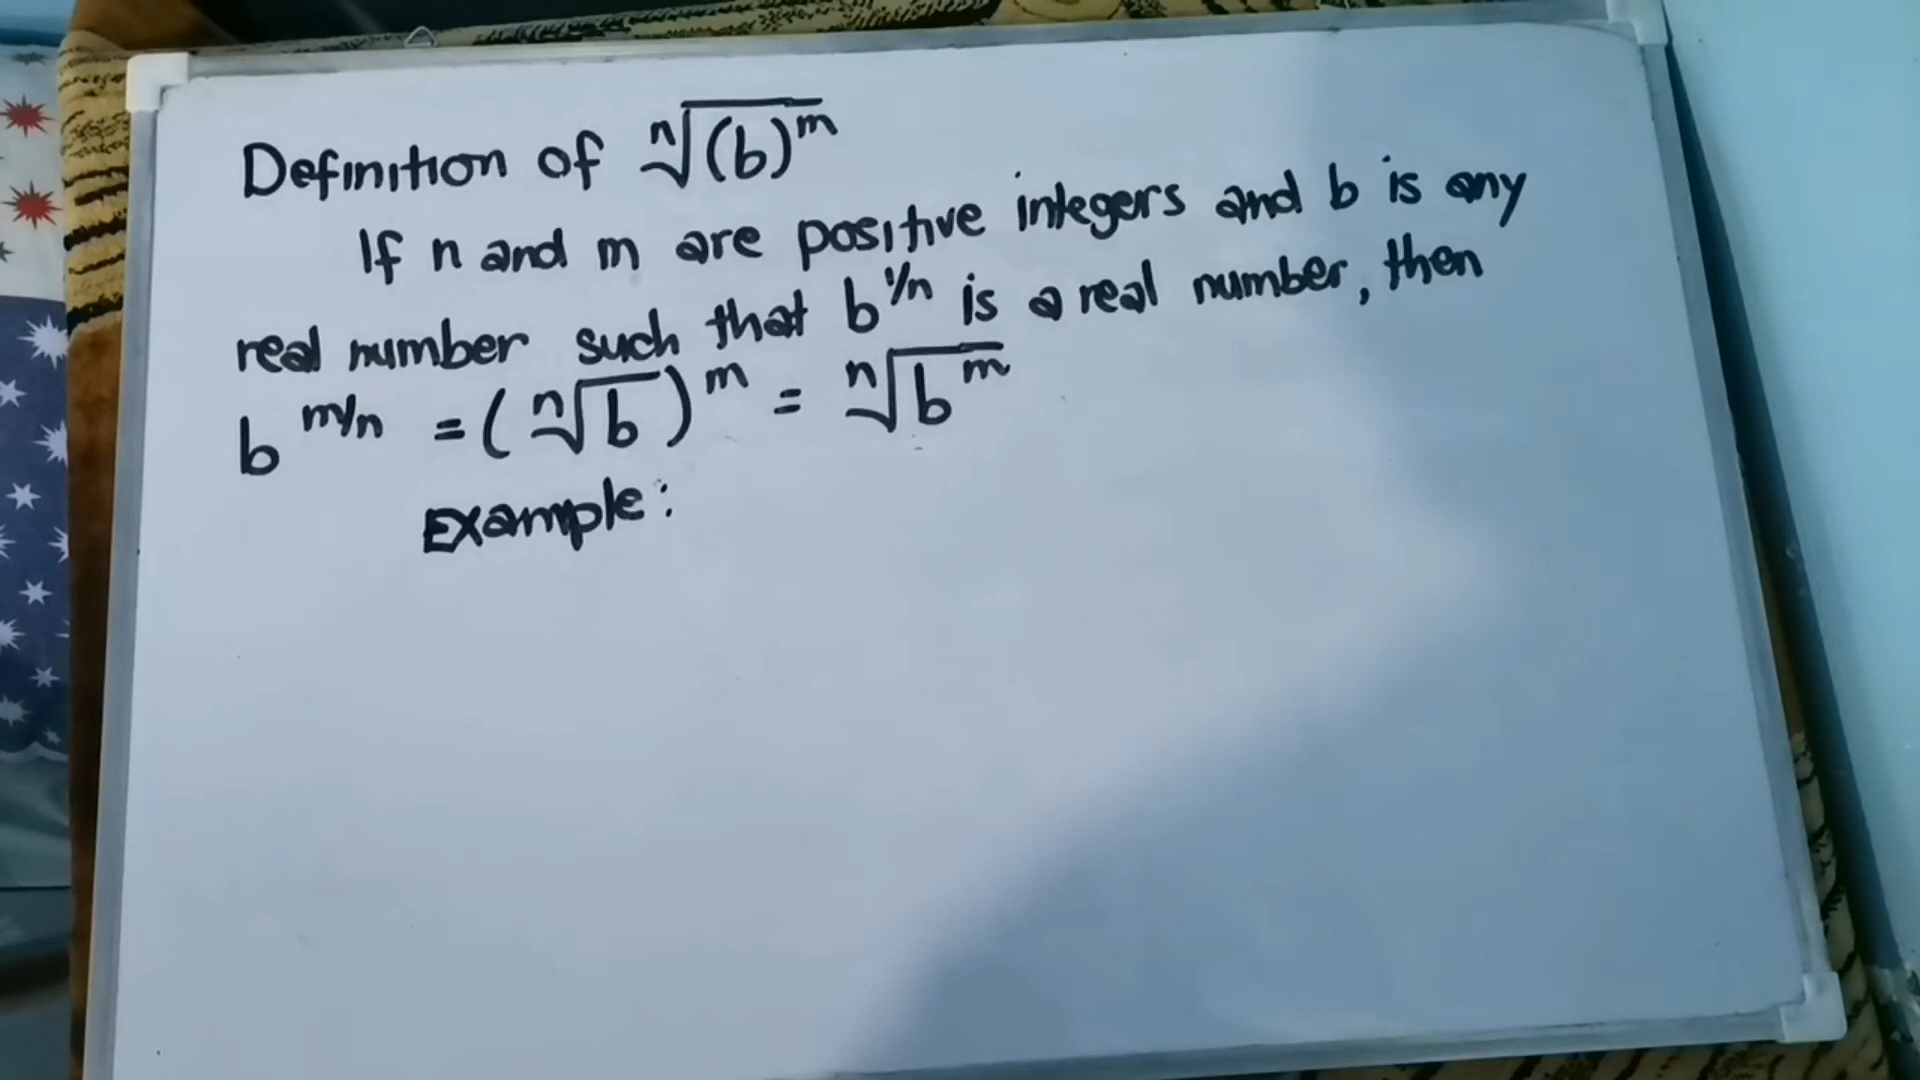 Definition of ⁿ√(b)ᵐ
If n and m are positive integers and b is any
real number such that b^1/n is a real number, then
b^m/n = (ⁿ√b)ᵐ = ⁿ√bᵐ
Example: